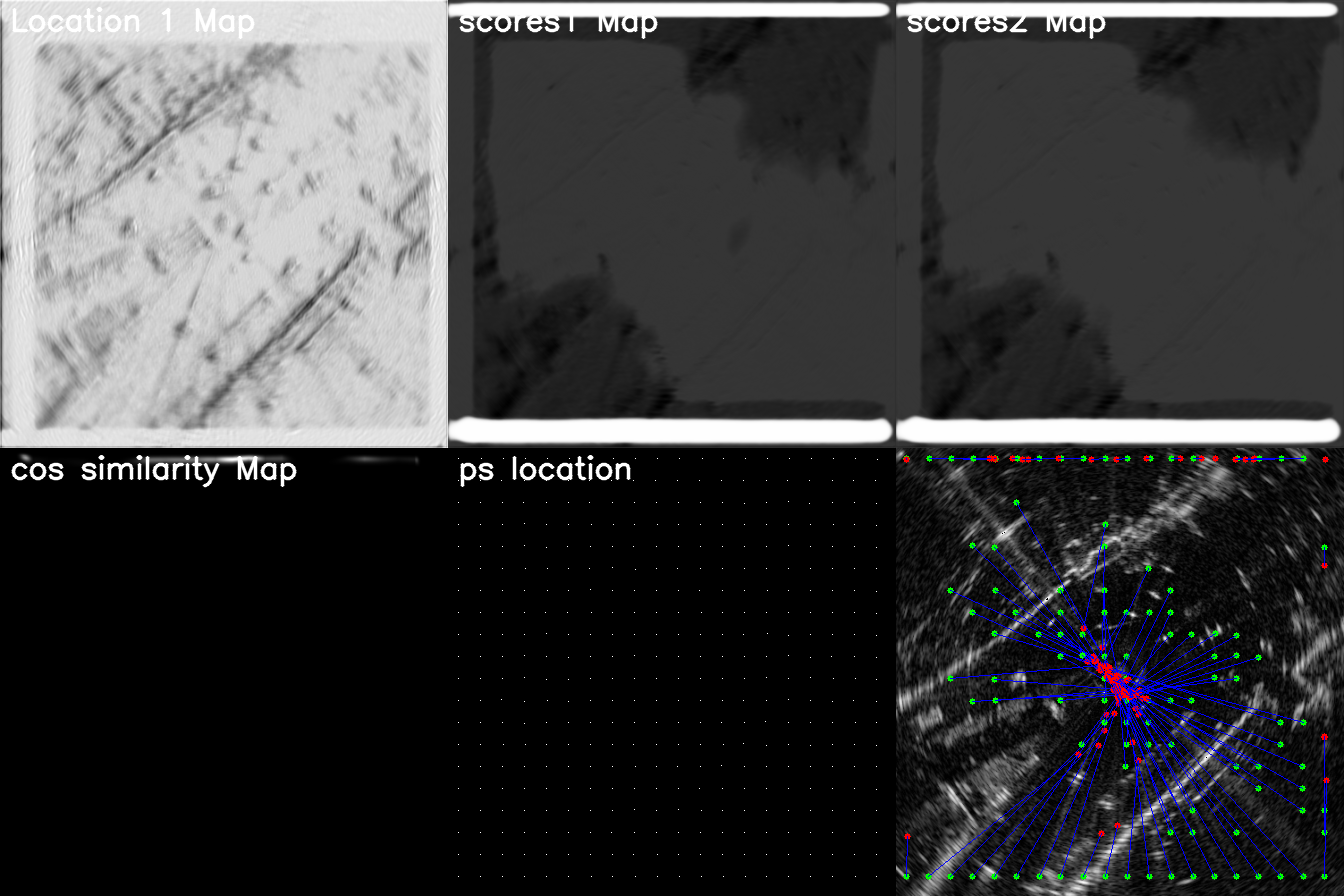 Location 1 Map
scores1 Map
scores2 Map
cos similarity Map
ps location